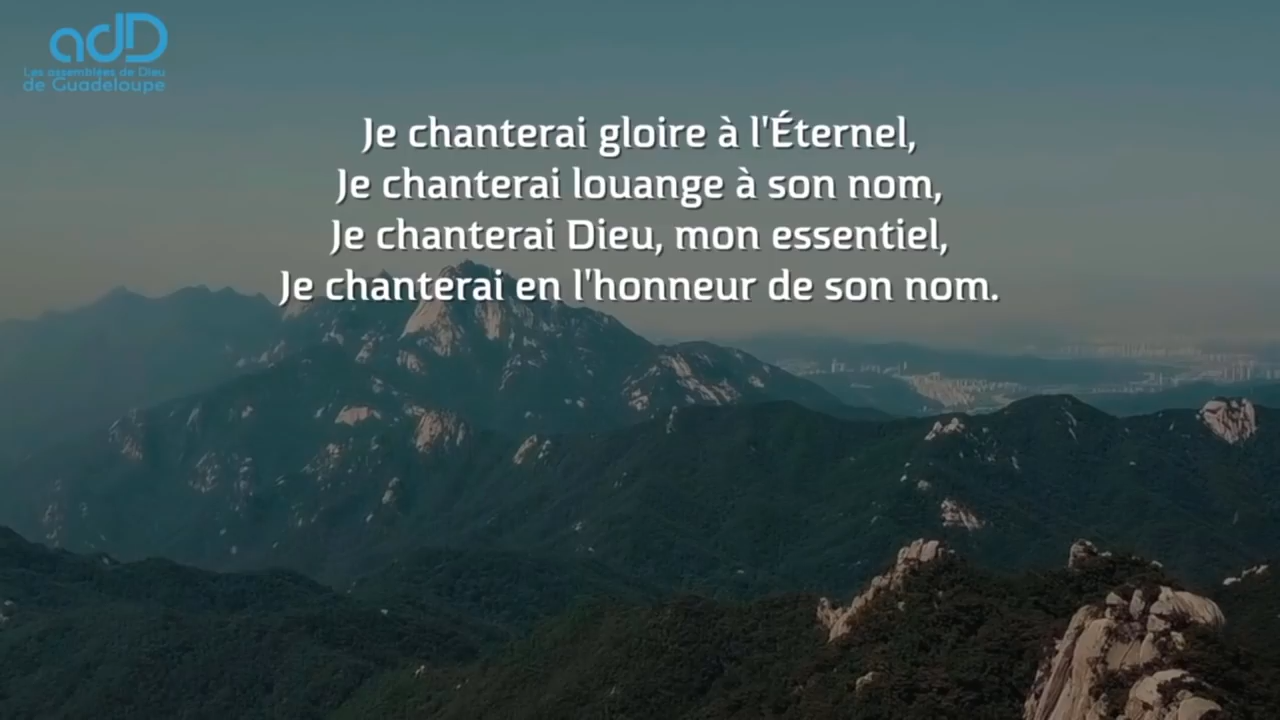 adD
Les assemblées de Dieu
de Guadeloupe
Je chanterai gloire à l'Éternel,
Je chanterai louange à son nom,
Je chanterai Dieu, mon essentiel,
Je chanterai en l'honneur de son nom.